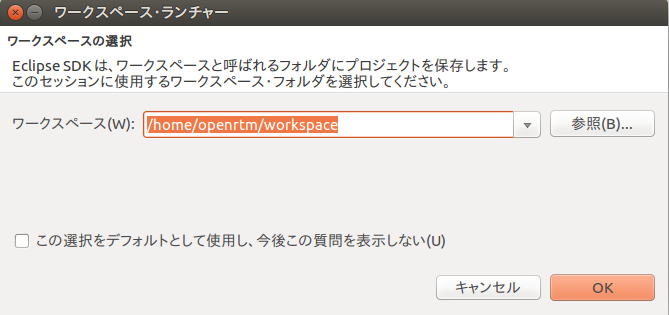 ワークスペース・ランチャー
ワークスペースの選択
Eclipse SDK は、ワークスペースと呼ばれるフォルダにプロジェクトを保存します。
このセッションに使用するワークスペース・フォルダを選択してください。
ワークスペース(W): /home/openrtm/workspace 参照(B)...
この選択をデフォルトとして使用し、今後この質問を表示しない(U)
キャンセル OK